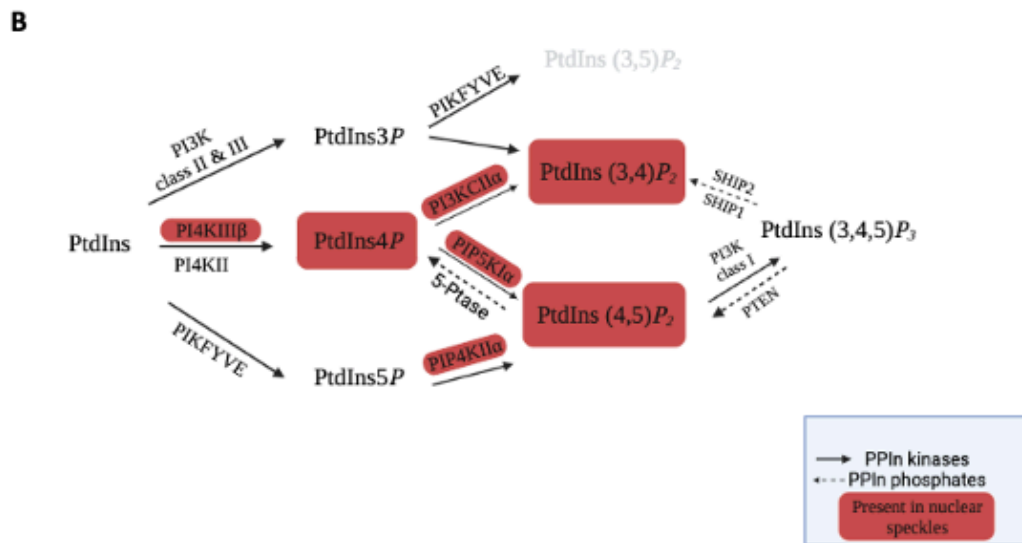 B
PtdIns (3,5)P₂
PIKFYVE
PI3K
class II & III
PtdIns3P
PtdIns (3,4)P₂
PI3KCIIα
SHIP2
SHIP1
PtdIns
PI4KIIIβ
PI4KII
PtdIns4P
PIP5KIα
5-Ptase
PtdIns (3,4,5)P₃
PI3K
class I
PTEN
PtdIns (4,5)P₂
PIKFYVE
PtdIns5P
PIP4KIIα
PPIn kinases
PPIn phosphates
Present in nuclear
speckles